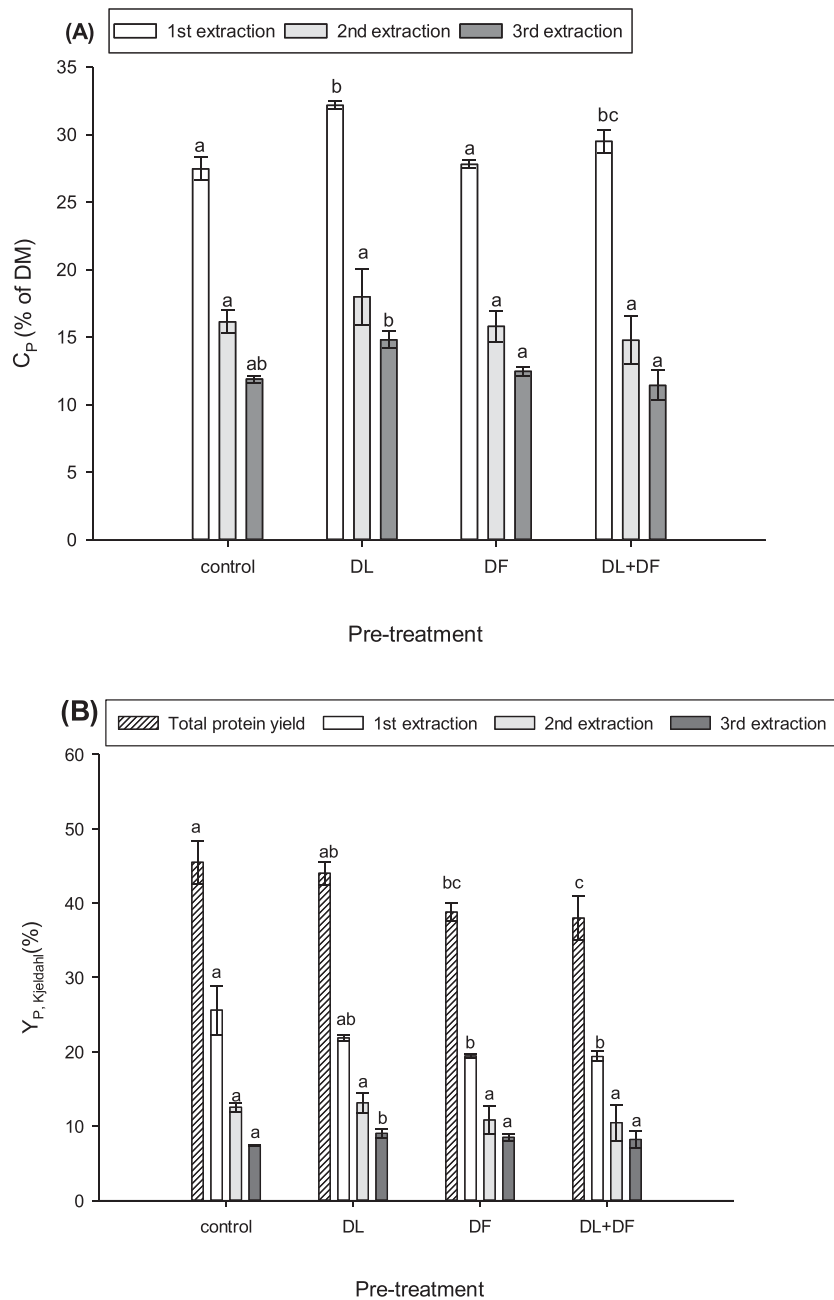 (A) 1st extraction 2nd extraction 3rd extraction
35
30
25
20
15
10
5
0
C_P (% of DM)
a
a
ab
b
a
b
a
a
a
bc
a
a
control DL DF DL+DF
Pre-treatment
(B) Total protein yield 1st extraction 2nd extraction 3rd extraction
60
50
40
30
20
10
0
Y_P, Kjeldahl(%)
a
a
a
a
ab
ab
a
b
bc
b
a
a
c
b
a
a
control DL DF DL+DF
Pre-treatment